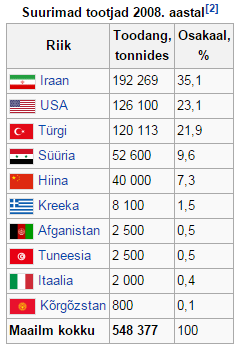 Suurimad tootjad 2008. aastal[2]
Riik Toodang, tonnides Osakaal, %
Iraan 192 269 35,1
USA 126 100 23,1
Türgi 120 113 21,9
Süüria 52 600 9,6
Hiina 40 000 7,3
Kreeka 8 100 1,5
Afganistan 2 500 0,5
Tuneesia 2 500 0,5
Itaalia 2 000 0,4
Kõrgõzstan 800 0,1
Maailm kokku 548 377 100